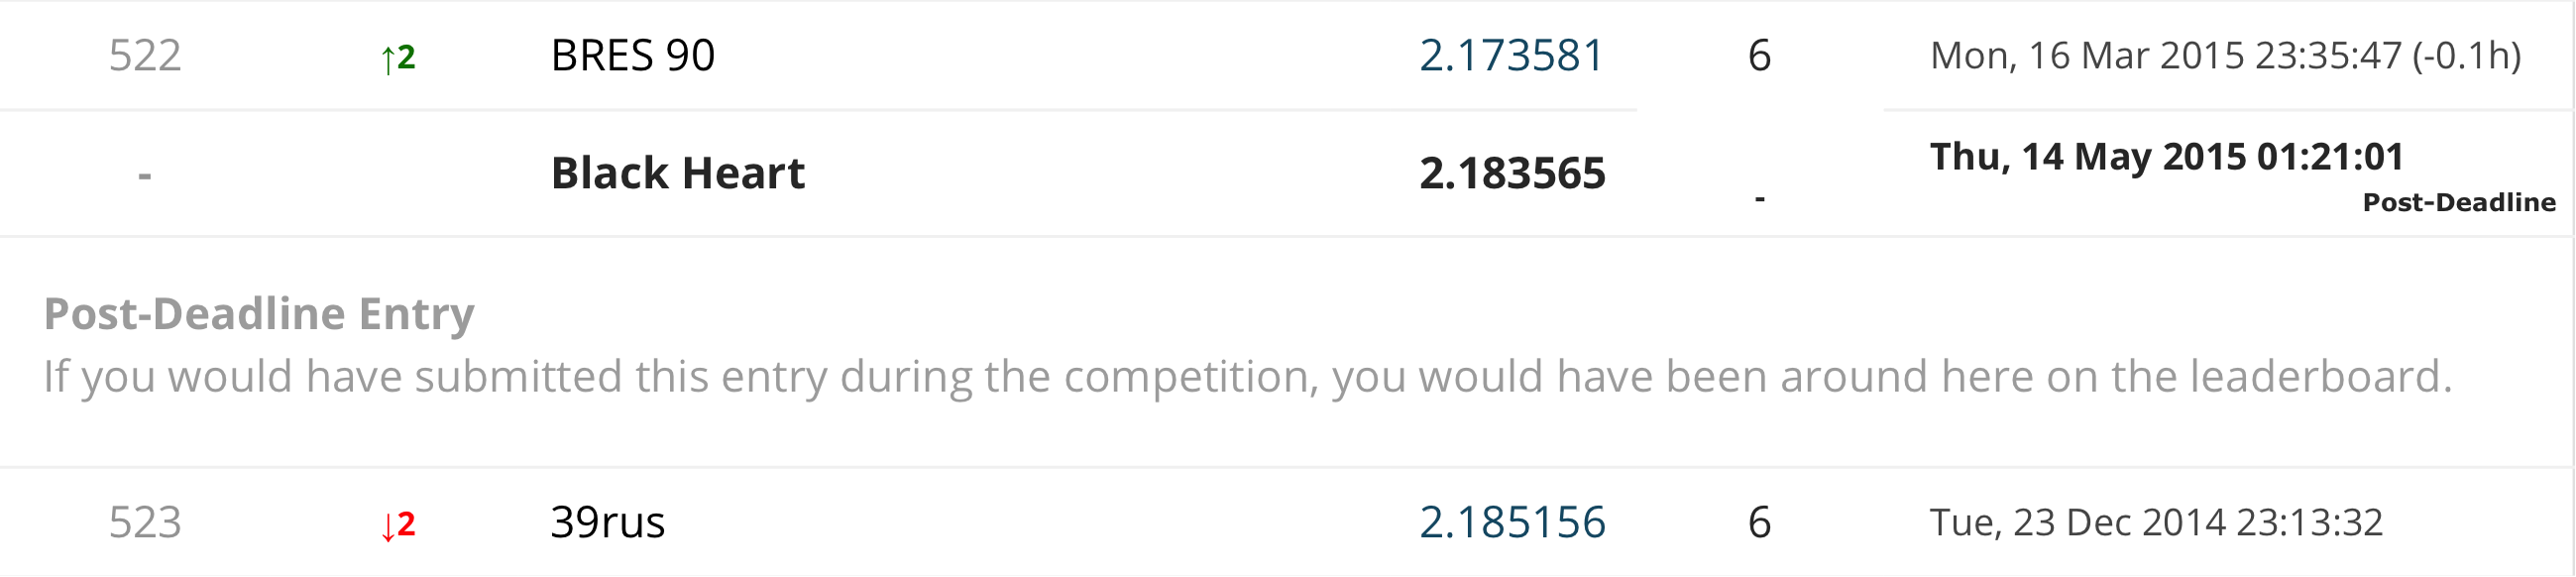 522 ↑2 BRES 90 2.173581 6 Mon, 16 Mar 2015 23:35:47 (-0.1h)
- Black Heart 2.183565 - Thu, 14 May 2015 01:21:01
Post-Deadline
Post-Deadline Entry
If you would have submitted this entry during the competition, you would have been around here on the leaderboard.
523 ↓2 39rus 2.185156 6 Tue, 23 Dec 2014 23:13:32